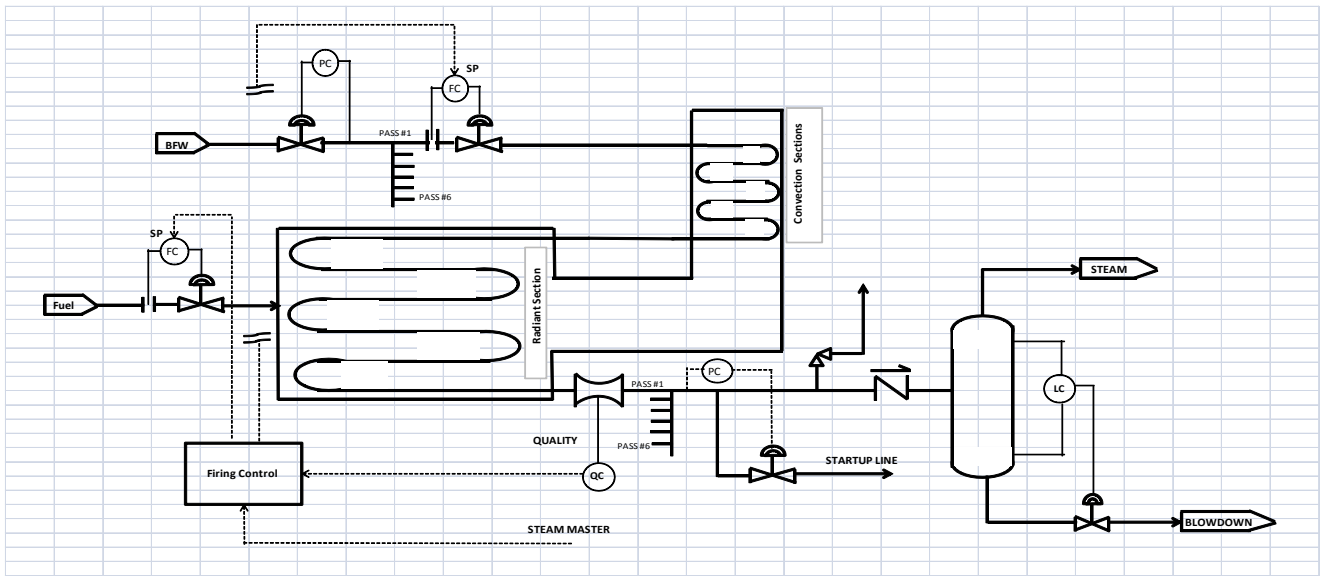 PC
SP
FC
PASS #1
BFW
PASS #6
Convection Sections
SP
FC
Fuel
Radiant Section
STEAM
PC
PASS #1
LC
QUALITY
PASS #6
STARTUP LINE
Firing Control
QC
STEAM MASTER
BLOWDOWN